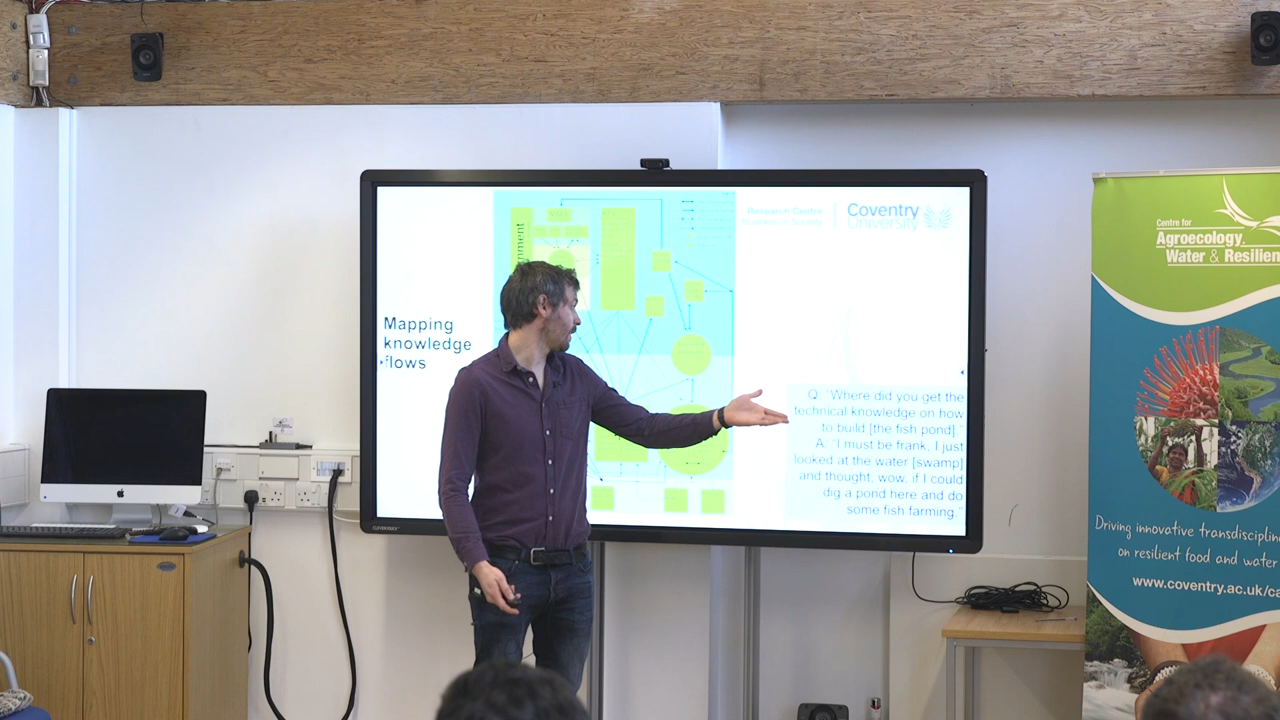 Research Centre
Coventry
University
Mapping
knowledge
flows
Q: "Where did you get the
technical knowledge on how
to build [the fish pond]."
A: "I must be frank, I just
looked at the water [swamp]
and thought, wow, if I could
dig a pond here and do
some fish farming."
CLEVERTOUCH
Centre for
Agroecology,
Water & Resilien
Driving innovative transdiscipline
on resilient food and water
www.coventry.ac.uk/ca